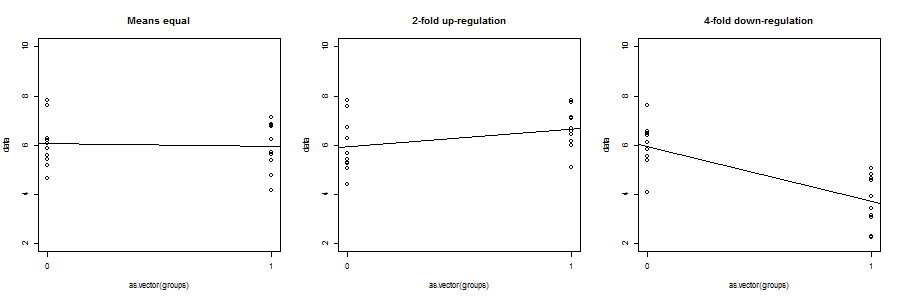 Means equal
data
10
8
6
4
2
0
1
as.vector(groups)
2-fold up-regulation
data
10
8
6
4
2
0
1
as.vector(groups)
4-fold down-regulation
data
10
8
6
4
2
0
1
as.vector(groups)